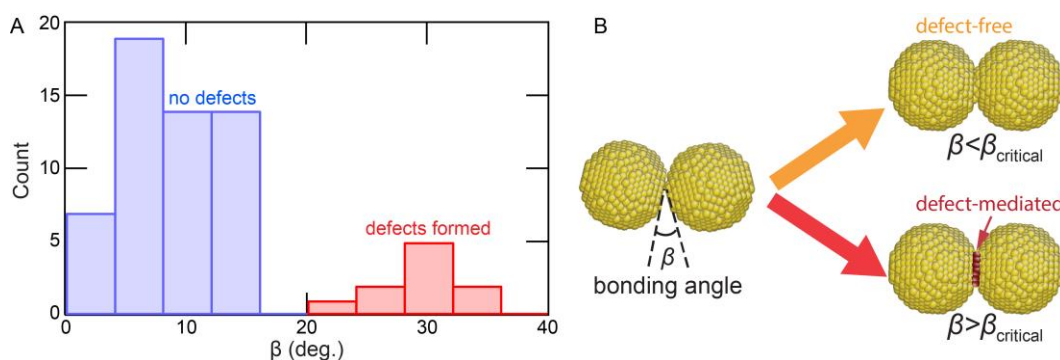 A
20
15
10
5
0
Count
no defects
defects formed
0
10
20
30
40
β (deg.)
B
β
bonding angle
defect-free
β<βcritical
defect-mediated
β>βcritical